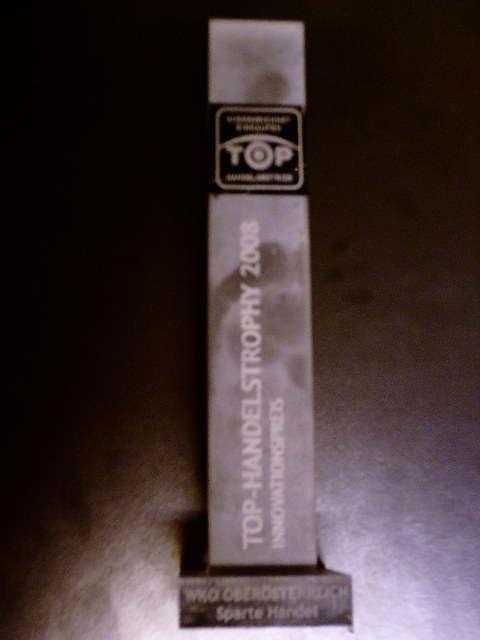 TOP
TOP-HANDELSTROPHY 2008
INNOVATIONSPREIS
WKO OBERÖSTERREICH
Sparte Handel